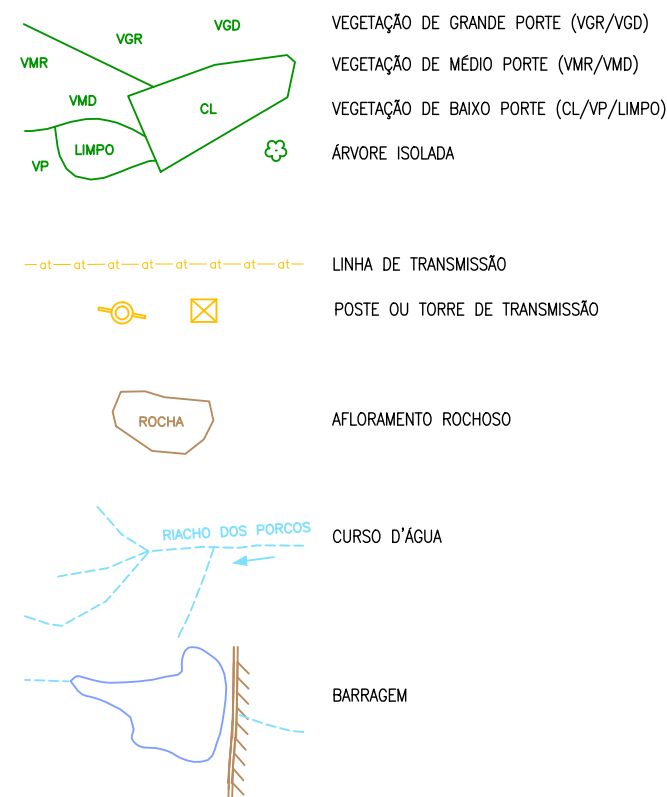 VGR
VGD
VEGETAÇÃO DE GRANDE PORTE (VGR/VGD)
VMR
VEGETAÇÃO DE MÉDIO PORTE (VMR/VMD)
VMD
CL
VEGETAÇÃO DE BAIXO PORTE (CL/VP/LIMPO)
LIMPO
VP
ÁRVORE ISOLADA
at at at at at at at at
LINHA DE TRANSMISSÃO
POSTE OU TORRE DE TRANSMISSÃO
ROCHA
AFLORAMENTO ROCHOSO
RIACHO DOS PORCOS
CURSO D'ÁGUA
BARRAGEM